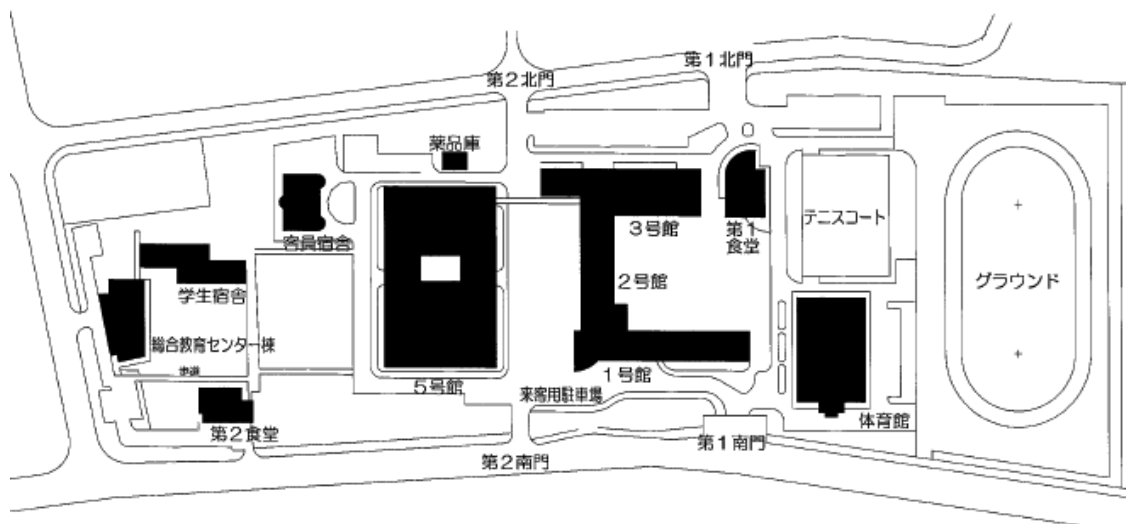 第1北門
第2北門
薬品庫
客員宿舎
3号館
第1
食堂
テニスコート
2号館
グラウンド
学生宿舎
総合教育センター棟
歩道
5号館
1号館
来客用駐車場
第2食堂
体育館
第1南門
第2南門